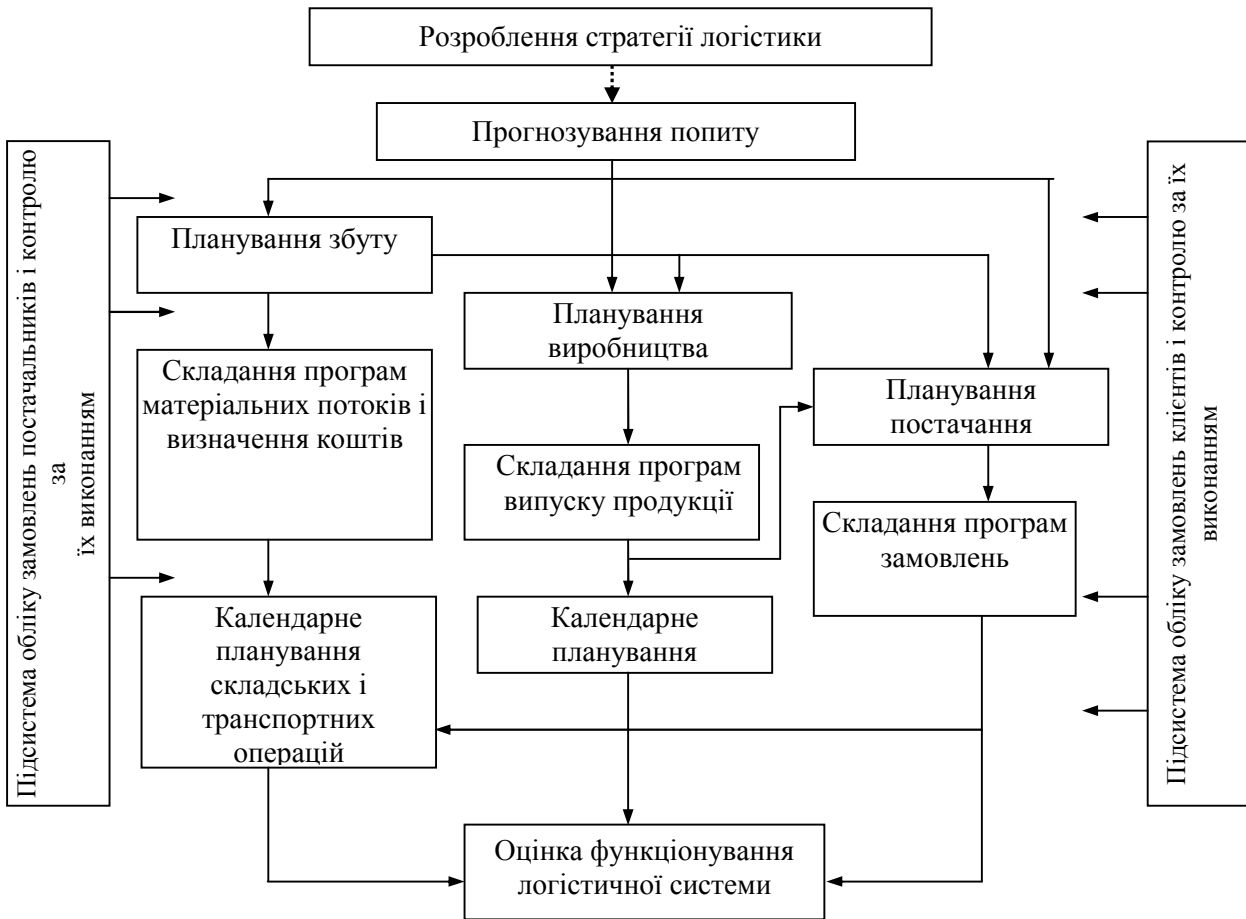 Розроблення стратегії логістики
Прогнозування попиту
Підсистема обліку замовлень постачальників і контролю
за
їх виконанням
Планування збуту
Складання програм
матеріальних потоків і
визначення коштів
Календарне
планування
складських і
транспортних
операцій
Планування
виробництва
Складання програм
випуску продукції
Календарне
планування
Планування
постачання
Складання програм
замовлень
Оцінка функціонування
логістичної системи
Підсистема обліку замовлень клієнтів і контролю за їх
виконанням